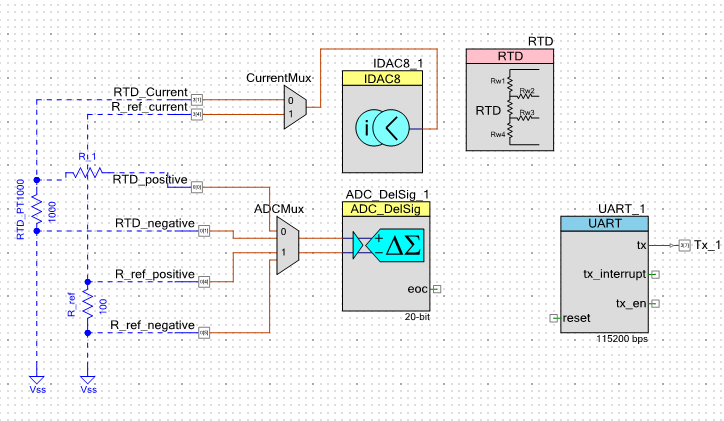 RTD
IDAC8_1
RTD
CurrentMux
IDAC8
RTD_Current
0
Rw1
R_ref_current
1
Rw2
RTD
i
Rw3
Rw4
R_1
RTD_positive
ADC_DelSig_1
RTD_PT1000
1000
ADCMux
ADC_DelSig
UART_1
RTD_negative
0
+
ΔΣ
UART
1
-
tx
Tx_1
R_ref_positive
tx_interrupt
eoc
R_ref
100
tx_en
R_ref_negative
20-bit
reset
115200 bps
Vss
Vss